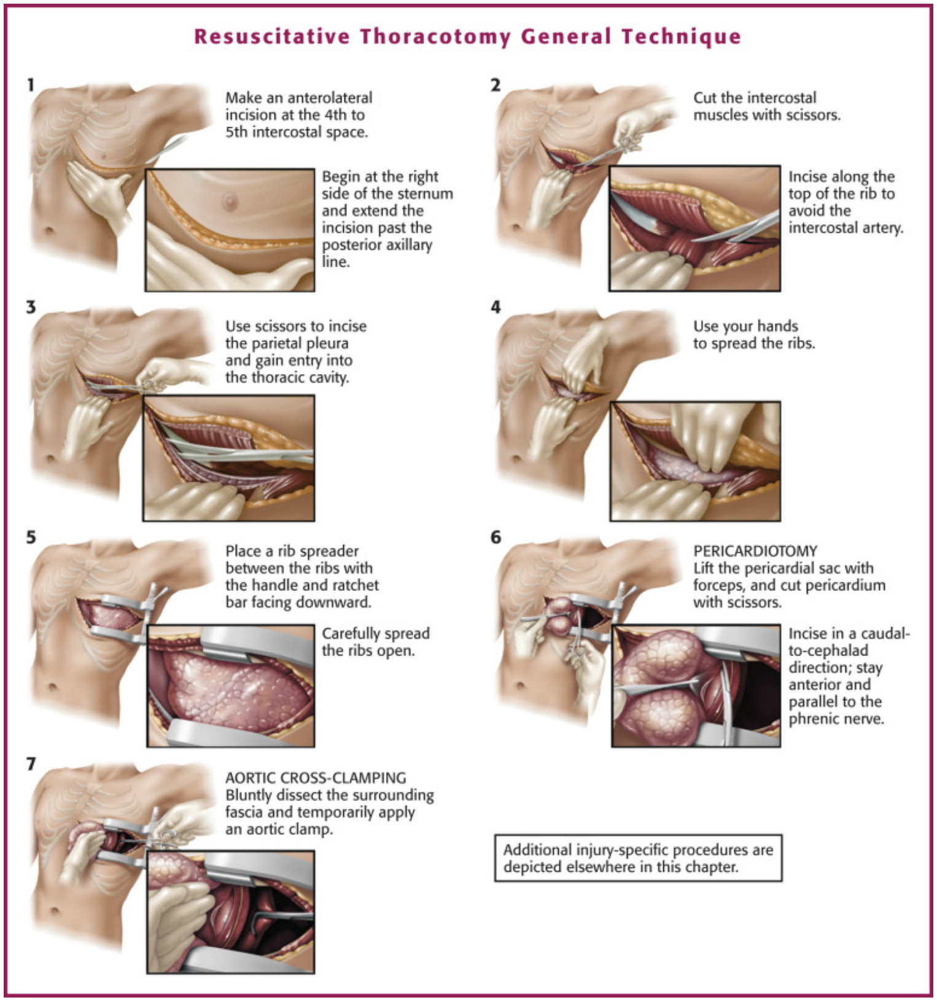 Resuscitative Thoracotomy General Technique
1
Make an anterolateral
incision at the 4th to
5th intercostal space.
Begin at the right
side of the sternum
and extend the
incision past the
posterior axillary
line.
2
Cut the intercostal
muscles with scissors.
Incise along the
top of the rib to
avoid the
intercostal artery.
3
Use scissors to incise
the parietal pleura
and gain entry into
the thoracic cavity.
4
Use your hands
to spread the ribs.
5
Place a rib spreader
between the ribs with
the handle and ratchet
bar facing downward.
Carefully spread
the ribs open.
6
PERICARDIOTOMY
Lift the pericardial sac with
forceps, and cut pericardium
with scissors.
Incise in a caudal-
to-cephalad
direction; stay
anterior and
parallel to the
phrenic nerve.
7
AORTIC CROSS-CLAMPING
Bluntly dissect the surrounding
fascia and temporarily apply
an aortic clamp.
Additional injury-specific procedures are
depicted elsewhere in this chapter.